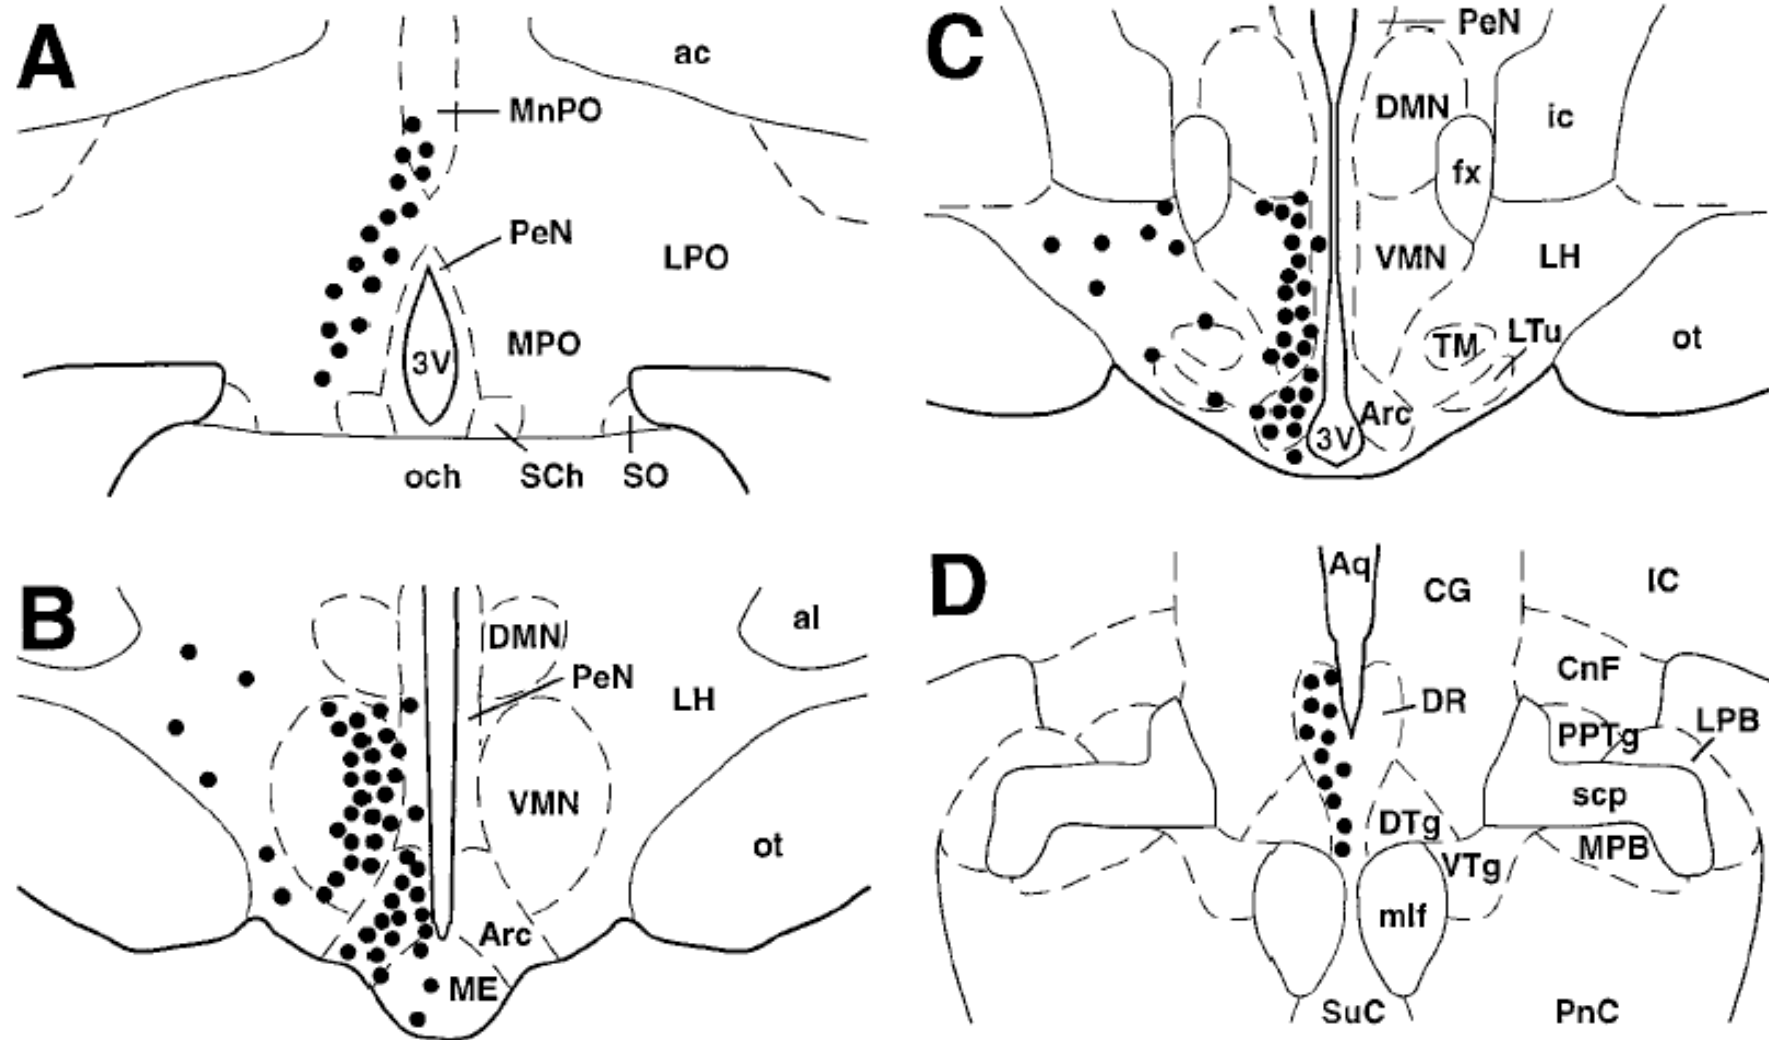 A
ac
MnPO
PeN
LPO
MPO
3V
och
SCh
SO
B
DMN
al
PeN
LH
VMN
ot
Arc
ME
C
PeN
DMN
ic
fx
VMN
LH
TM
LTu
ot
Arc
3V
D
Aq
CG
IC
CnF
DR
LPB
PPTg
scp
DTg
MPB
VTg
mlf
SuC
PnC